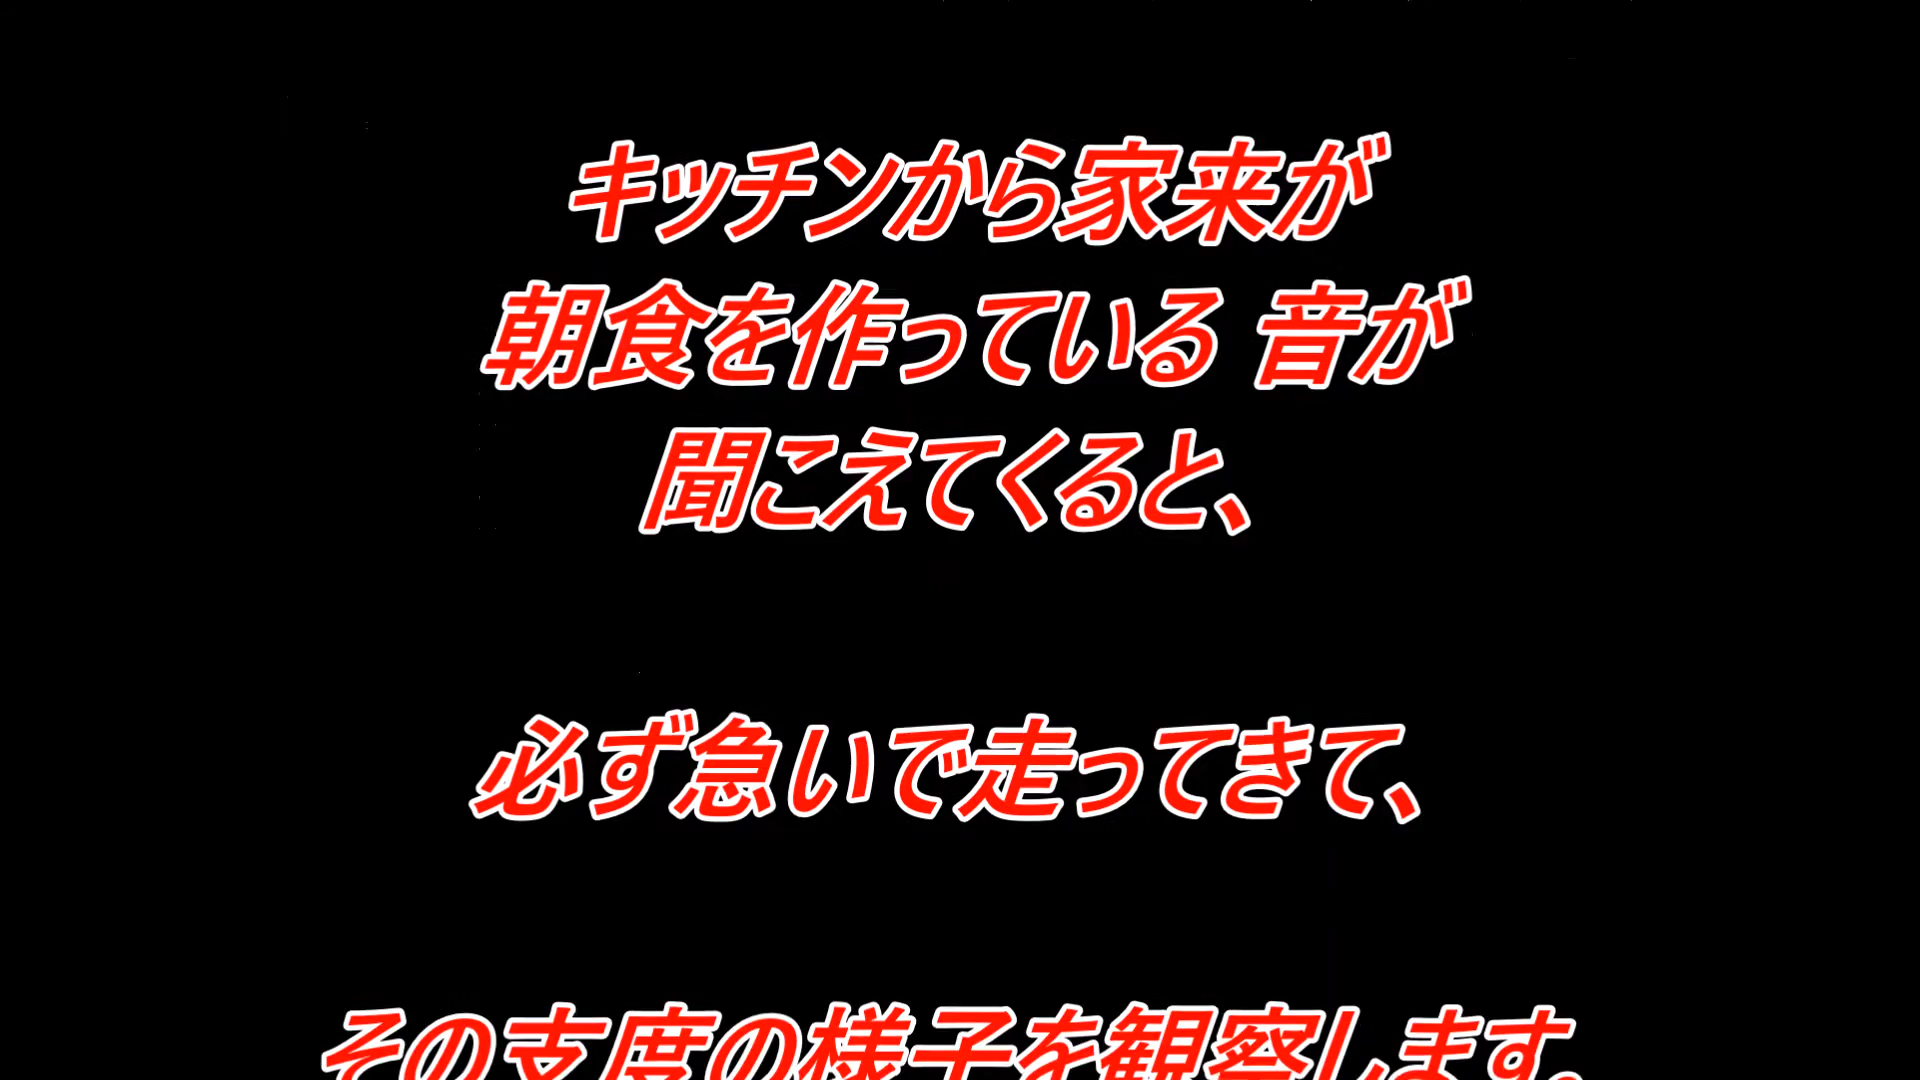 キッチンから家来が
朝食を作っている 音が
聞こえてくると、
必ず急いで走ってきて、
その支度の様子を観察します。